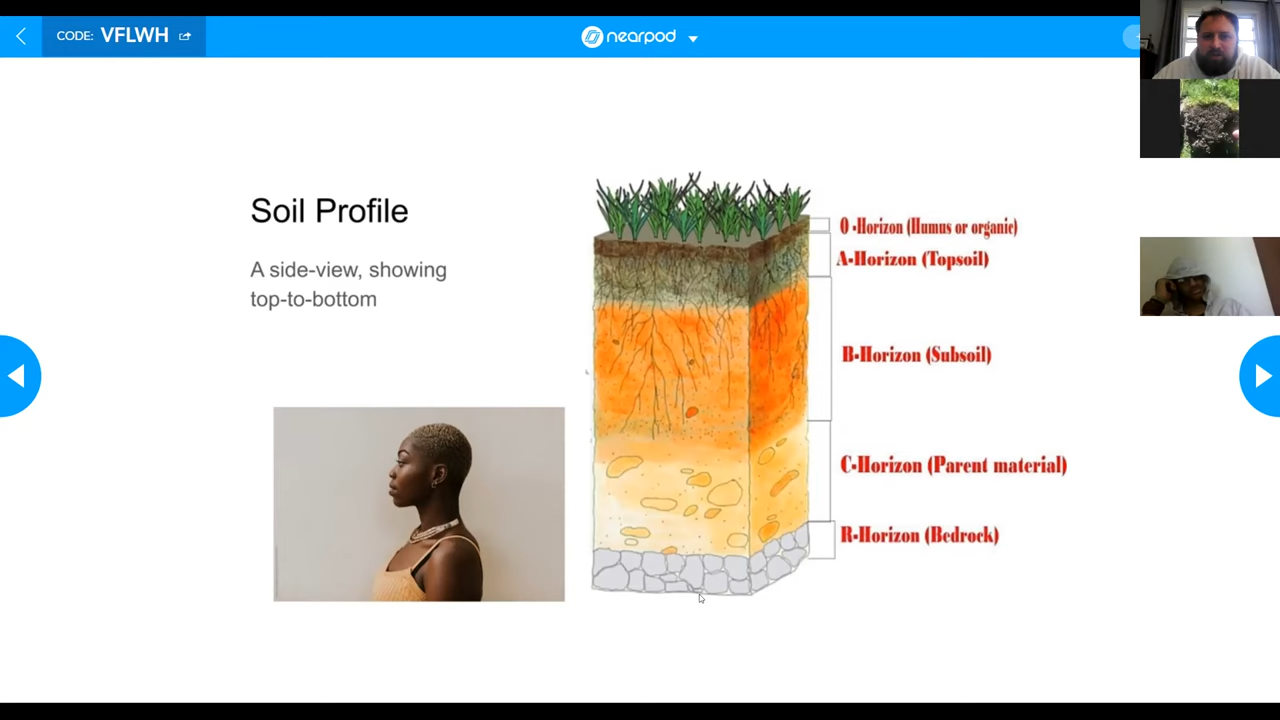 CODE: VFLWH
nearpod
Soil Profile
A side-view, showing
top-to-bottom
O -Horizon (Humus or organic)
A-Horizon (Topsoil)
B-Horizon (Subsoil)
C-Horizon (Parent material)
R-Horizon (Bedrock)